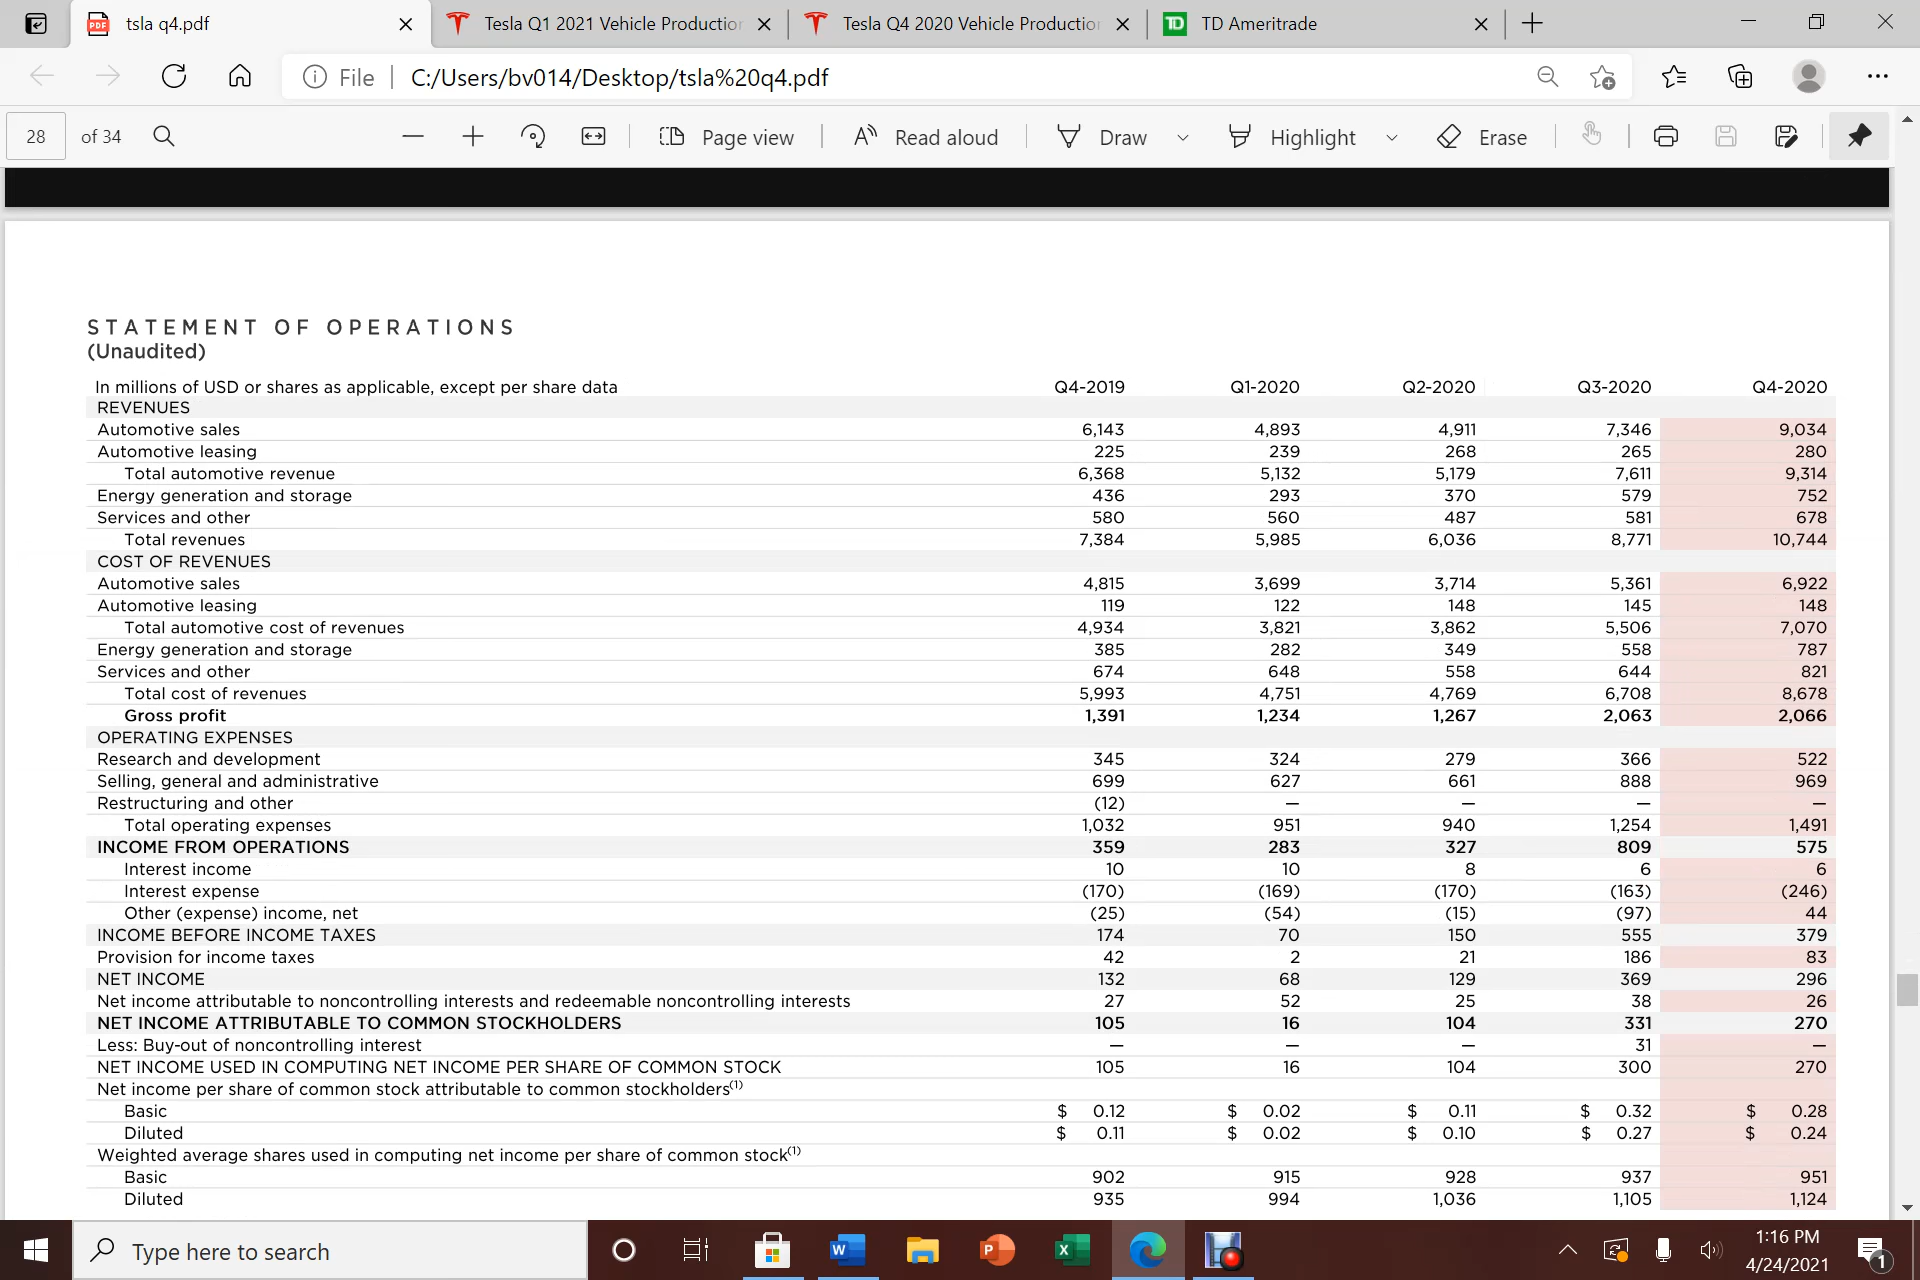 tsla q4.pdf
Tesla Q1 2021 Vehicle Production
Tesla Q4 2020 Vehicle Production
TD Ameritrade
File C:/Users/bv014/Desktop/tsla%20q4.pdf
28 of 34 Page view Read aloud Draw Highlight Erase
STATEMENT OF OPERATIONS
(Unaudited)
In millions of USD or shares as applicable, except per share data Q4-2019 Q1-2020 Q2-2020 Q3-2020 Q4-2020
REVENUES
Automotive sales 6,143 4,893 4,911 7,346 9,034
Automotive leasing 225 239 268 265 280
Total automotive revenue 6,368 5,132 5,179 7,611 9,314
Energy generation and storage 436 293 370 579 752
Services and other 580 560 487 581 678
Total revenues 7,384 5,985 6,036 8,771 10,744
COST OF REVENUES
Automotive sales 4,815 3,699 3,714 5,361 6,922
Automotive leasing 119 122 148 145 148
Total automotive cost of revenues 4,934 3,821 3,862 5,506 7,070
Energy generation and storage 385 282 349 558 787
Services and other 674 648 558 644 821
Total cost of revenues 5,993 4,751 4,769 6,708 8,678
Gross profit 1,391 1,234 1,267 2,063 2,066
OPERATING EXPENSES
Research and development 345 324 279 366 522
Selling, general and administrative 699 627 661 888 969
Restructuring and other (12) — — — —
Total operating expenses 1,032 951 940 1,254 1,491
INCOME FROM OPERATIONS 359 283 327 809 575
Interest income 10 10 8 6 6
Interest expense (170) (169) (170) (163) (246)
Other (expense) income, net (25) (54) (15) (97) 44
INCOME BEFORE INCOME TAXES 174 70 150 555 379
Provision for income taxes 42 2 21 186 83
NET INCOME 132 68 129 369 296
Net income attributable to noncontrolling interests and redeemable noncontrolling interests 27 52 25 38 26
NET INCOME ATTRIBUTABLE TO COMMON STOCKHOLDERS 105 16 104 331 270
Less: Buy-out of noncontrolling interest — — — 31 —
NET INCOME USED IN COMPUTING NET INCOME PER SHARE OF COMMON STOCK 105 16 104 300 270
Net income per share of common stock attributable to common stockholders(1)
Basic $ 0.12 $ 0.02 $ 0.11 $ 0.32 $ 0.28
Diluted $ 0.11 $ 0.02 $ 0.10 $ 0.27 $ 0.24
Weighted average shares used in computing net income per share of common stock(1)
Basic 902 915 928 937 951
Diluted 935 994 1,036 1,105 1,124
Type here to search
1:16 PM
4/24/2021
1